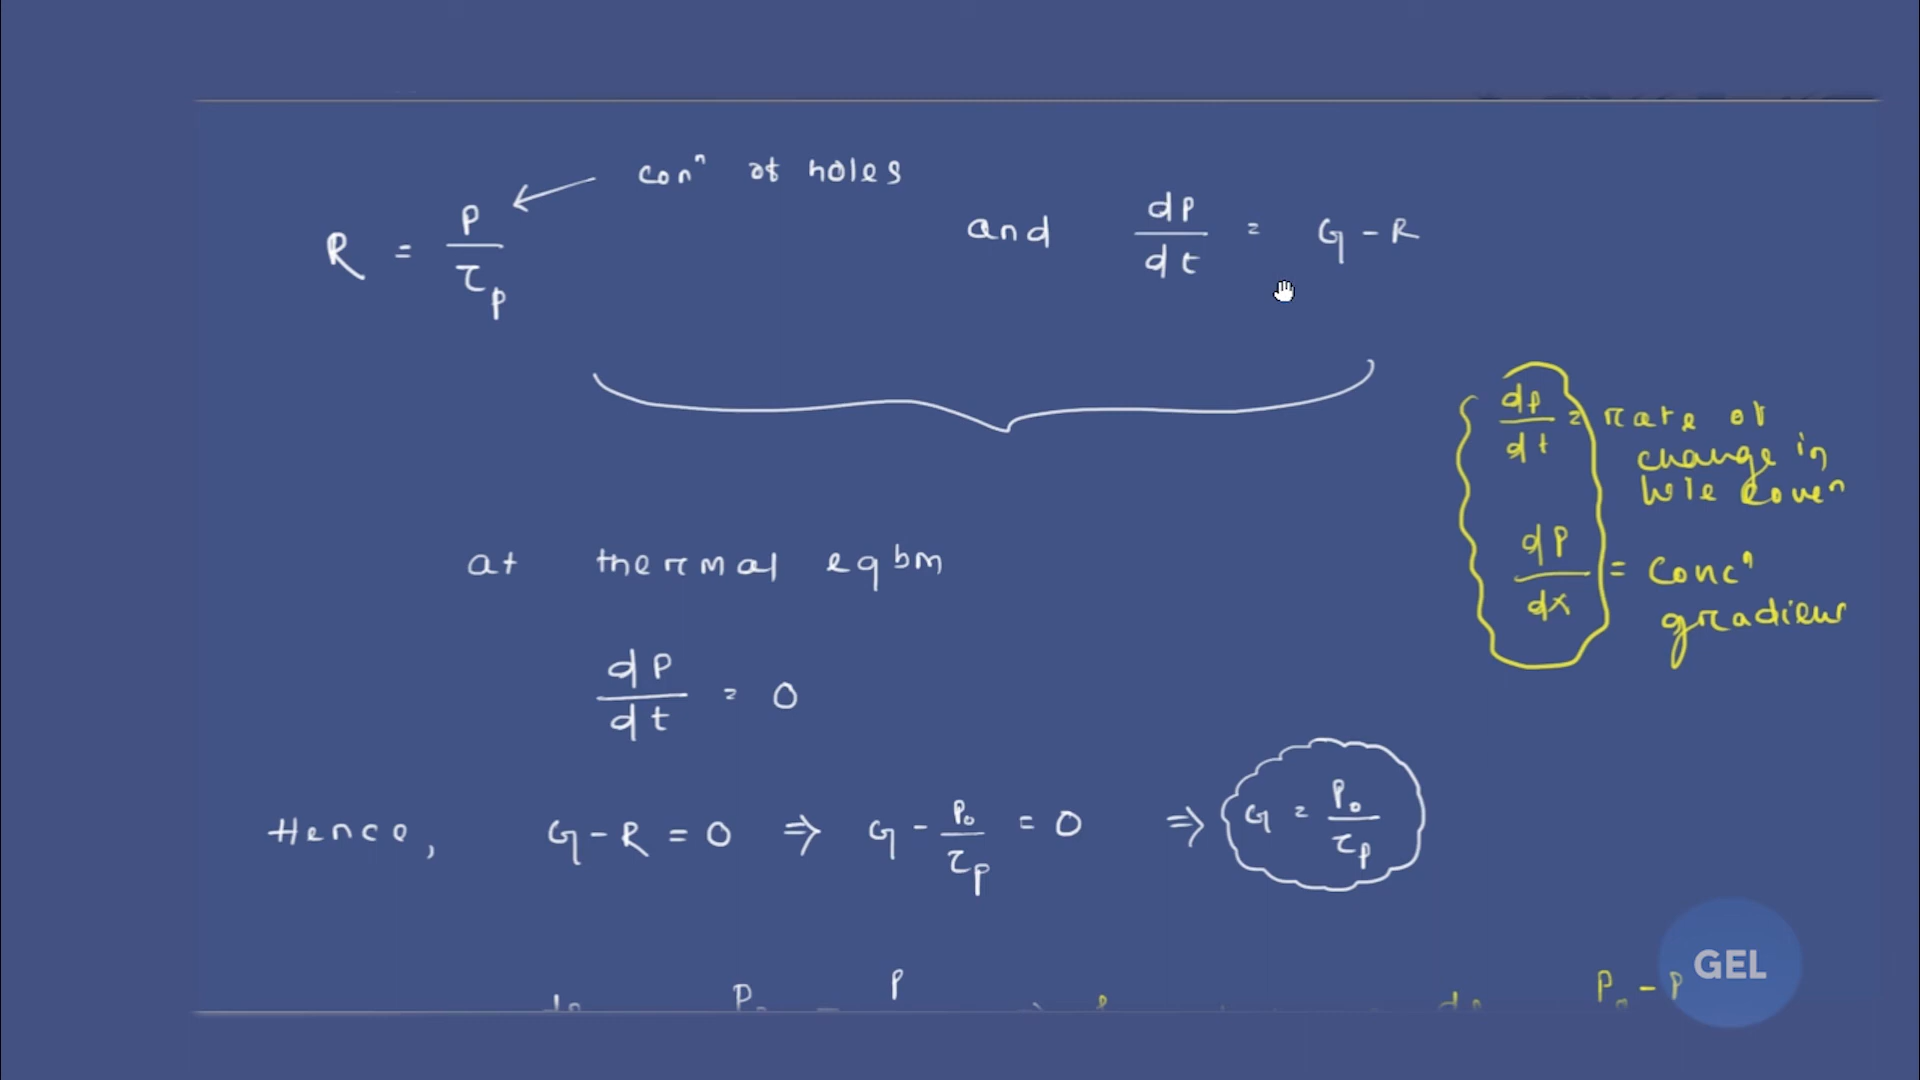 R = p/τp ← conⁿ of holes and dp/dt = G - R
dp/dt = rate of
change in
hole concⁿ
dp/dx = concⁿ
gradient
at thermal eqbm
dp/dt = 0
Hence, G - R = 0 ⇒ G - p₀/τp = 0 ⇒ G = p₀/τp
GEL